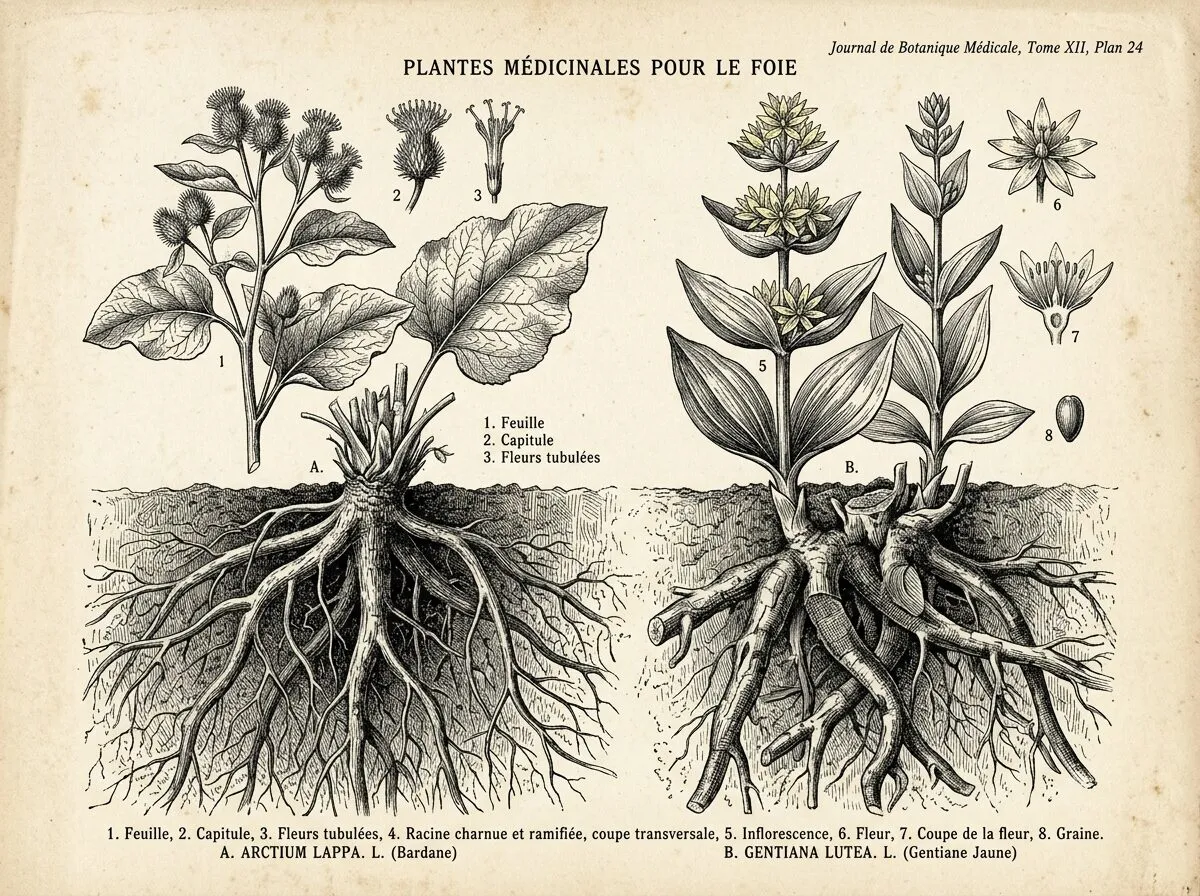 Journal de Botanique Médicale, Tome XII, Plan 24
PLANTES MÉDICINALES POUR LE FOIE
2
3
6
7
1
5
8
1. Feuille
2. Capitule
3. Fleurs tubulées
A.
B.
1. Feuille, 2. Capitule, 3. Fleurs tubulées, 4. Racine charnue et ramifiée, coupe transversale, 5. Inflorescence, 6. Fleur, 7. Coupe de la fleur, 8. Graine.
A. ARCTIUM LAPPA. L. (Bardane)
B. GENTIANA LUTEA. L. (Gentiane Jaune)